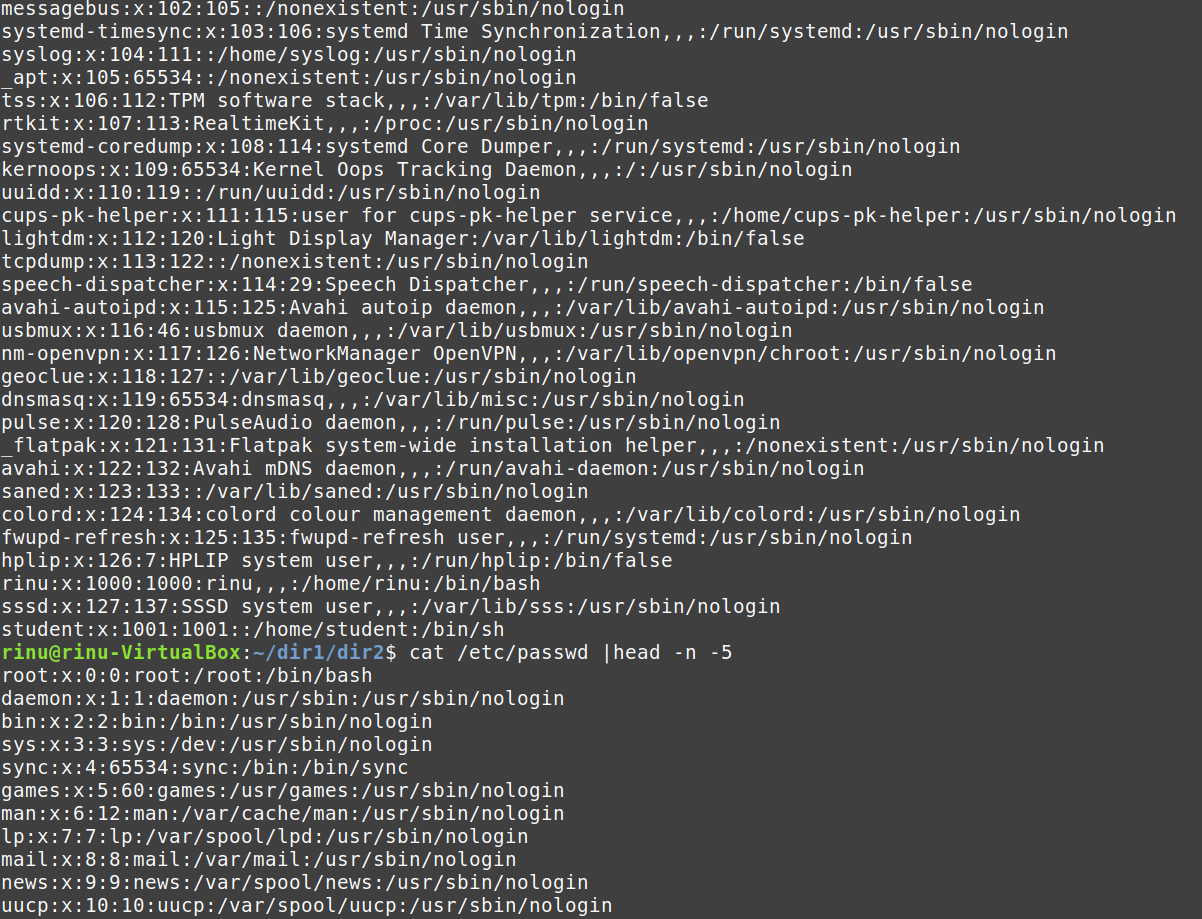 messagebus:x:102:105::/nonexistent:/usr/sbin/nologin
systemd-timesync:x:103:106:systemd Time Synchronization,,,:/run/systemd:/usr/sbin/nologin
syslog:x:104:111::/home/syslog:/usr/sbin/nologin
_apt:x:105:65534::/nonexistent:/usr/sbin/nologin
tss:x:106:112:TPM software stack,,,:/var/lib/tpm:/bin/false
rtkit:x:107:113:RealtimeKit,,,:/proc:/usr/sbin/nologin
systemd-coredump:x:108:114:systemd Core Dumper,,,:/run/systemd:/usr/sbin/nologin
kernoops:x:109:65534:Kernel Oops Tracking Daemon,,,:/:/usr/sbin/nologin
uuidd:x:110:119::/run/uuidd:/usr/sbin/nologin
cups-pk-helper:x:111:115:user for cups-pk-helper service,,,:/home/cups-pk-helper:/usr/sbin/nologin
lightdm:x:112:120:Light Display Manager:/var/lib/lightdm:/bin/false
tcpdump:x:113:122::/nonexistent:/usr/sbin/nologin
speech-dispatcher:x:114:29:Speech Dispatcher,,,:/run/speech-dispatcher:/bin/false
avahi-autoipd:x:115:125:Avahi autoip daemon,,,:/var/lib/avahi-autoipd:/usr/sbin/nologin
usbmux:x:116:46:usbmux daemon,,,:/var/lib/usbmux:/usr/sbin/nologin
nm-openvpn:x:117:126:NetworkManager OpenVPN,,,:/var/lib/openvpn/chroot:/usr/sbin/nologin
geoclue:x:118:127::/var/lib/geoclue:/usr/sbin/nologin
dnsmasq:x:119:65534:dnsmasq,,,:/var/lib/misc:/usr/sbin/nologin
pulse:x:120:128:PulseAudio daemon,,,:/run/pulse:/usr/sbin/nologin
_flatpak:x:121:131:Flatpak system-wide installation helper,,,:/nonexistent:/usr/sbin/nologin
avahi:x:122:132:Avahi mDNS daemon,,,:/run/avahi-daemon:/usr/sbin/nologin
saned:x:123:133::/var/lib/saned:/usr/sbin/nologin
colord:x:124:134:colord colour management daemon,,,:/var/lib/colord:/usr/sbin/nologin
fwupd-refresh:x:125:135:fwupd-refresh user,,,:/run/systemd:/usr/sbin/nologin
hplip:x:126:7:HPLIP system user,,,:/run/hplip:/bin/false
rinu:x:1000:1000:rinu,,,:/home/rinu:/bin/bash
sssd:x:127:137:SSSD system user,,,:/var/lib/sss:/usr/sbin/nologin
student:x:1001:1001::/home/student:/bin/sh
rinu@rinu-VirtualBox:~/dir1/dir2$ cat /etc/passwd |head -n -5
root:x:0:0:root:/root:/bin/bash
daemon:x:1:1:daemon:/usr/sbin:/usr/sbin/nologin
bin:x:2:2:bin:/bin:/usr/sbin/nologin
sys:x:3:3:sys:/dev:/usr/sbin/nologin
sync:x:4:65534:sync:/bin:/bin/sync
games:x:5:60:games:/usr/games:/usr/sbin/nologin
man:x:6:12:man:/var/cache/man:/usr/sbin/nologin
lp:x:7:7:lp:/var/spool/lpd:/usr/sbin/nologin
mail:x:8:8:mail:/var/mail:/usr/sbin/nologin
news:x:9:9:news:/var/spool/news:/usr/sbin/nologin
uucp:x:10:10:uucp:/var/spool/uucp:/usr/sbin/nologin